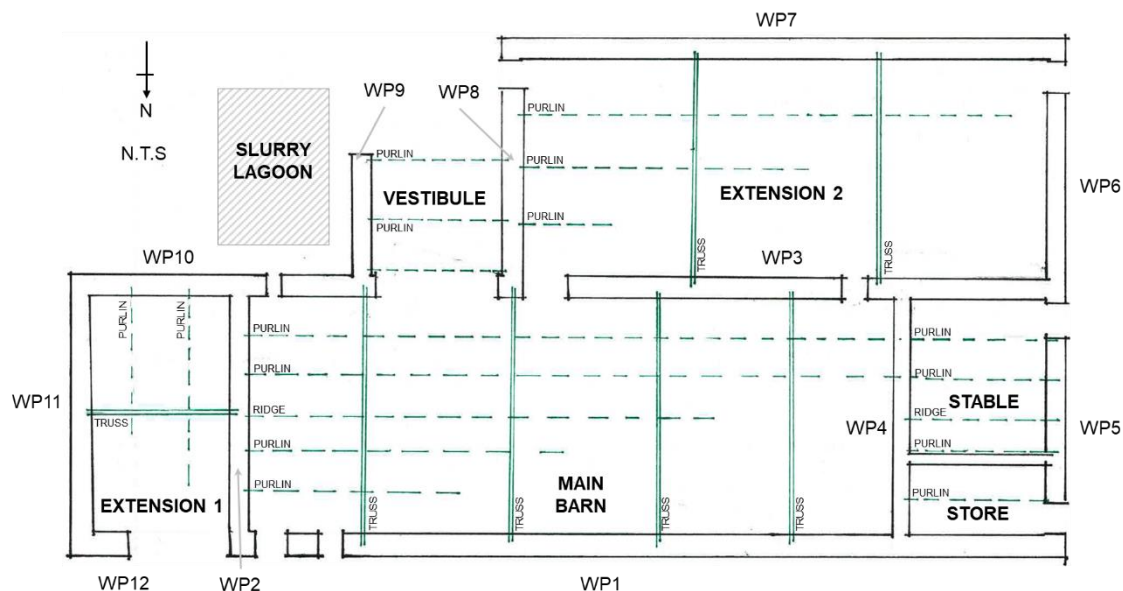 WP7
N
N.T.S
WP9
WP8
SLURRY
LAGOON
PURLIN
PURLIN
PURLIN
VESTIBULE
PURLIN
PURLIN
EXTENSION 2
TRUSS
TRUSS
WP6
WP10
WP3
PURLIN
PURLIN
TRUSS
EXTENSION 1
WP11
WP12
WP2
PURLIN
PURLIN
RIDGE
PURLIN
PURLIN
TRUSS
TRUSS
TRUSS
TRUSS
MAIN
BARN
WP4
PURLIN
PURLIN
STABLE
RIDGE
PURLIN
WP5
PURLIN
STORE
WP1